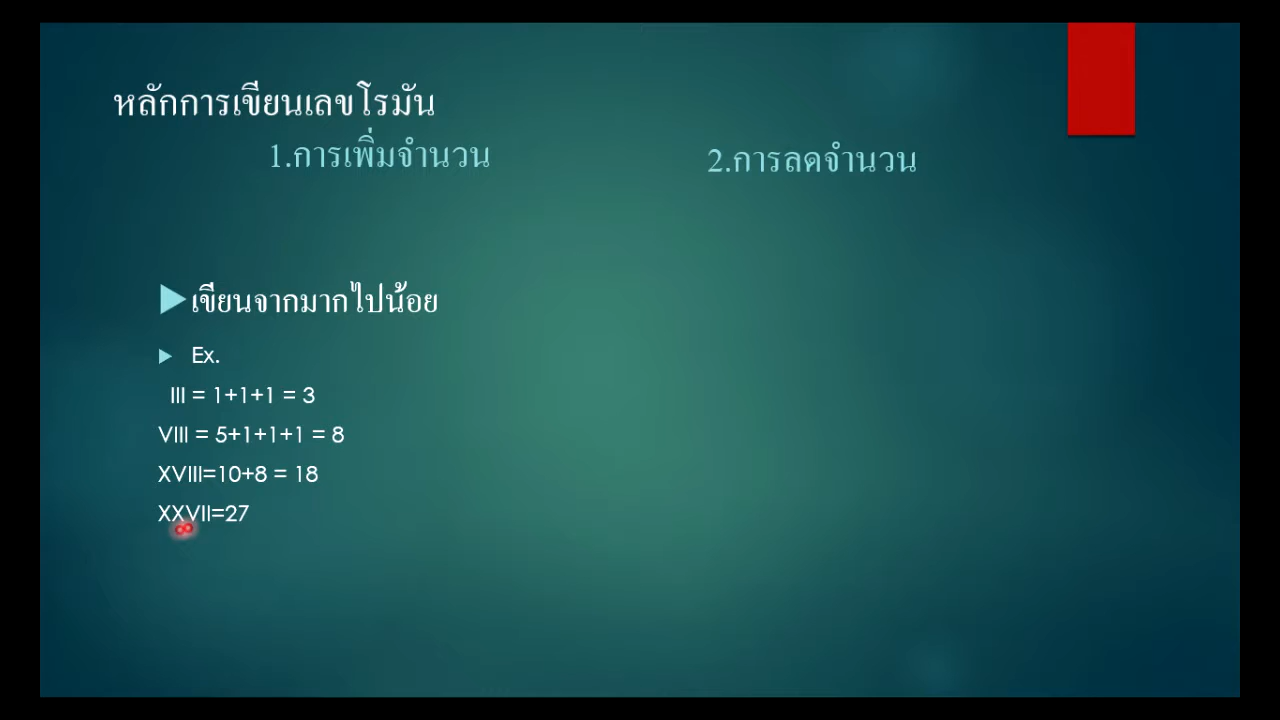 หลักการเขียนเลขโรมัน
1.การเพิ่มจำนวน
2.การลดจำนวน
เขียนจากมากไปน้อย
Ex.
III = 1+1+1 = 3
VIII = 5+1+1+1 = 8
XVIII=10+8 = 18
XXVII=27